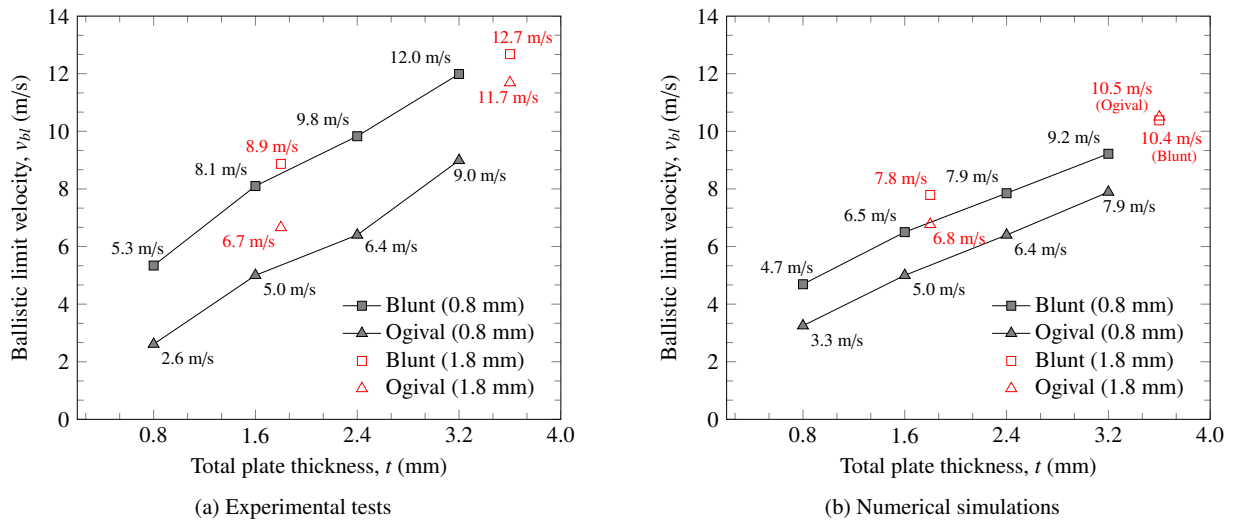 14
12
10
8
6
4
2
0
0.8
1.6
2.4
3.2
4.0
Ballistic limit velocity, v_bl (m/s)
Total plate thickness, t (mm)
12.7 m/s
12.0 m/s
11.7 m/s
9.8 m/s
8.9 m/s
8.1 m/s
9.0 m/s
5.3 m/s
6.7 m/s
6.4 m/s
5.0 m/s
2.6 m/s
Blunt (0.8 mm)
Ogival (0.8 mm)
Blunt (1.8 mm)
Ogival (1.8 mm)
(a) Experimental tests
14
12
10
8
6
4
2
0
0.8
1.6
2.4
3.2
4.0
Ballistic limit velocity, v_bl (m/s)
Total plate thickness, t (mm)
10.5 m/s
(Ogival)
9.2 m/s
10.4 m/s
(Blunt)
7.8 m/s
7.9 m/s
6.5 m/s
7.9 m/s
6.8 m/s
6.4 m/s
4.7 m/s
5.0 m/s
3.3 m/s
Blunt (0.8 mm)
Ogival (0.8 mm)
Blunt (1.8 mm)
Ogival (1.8 mm)
(b) Numerical simulations